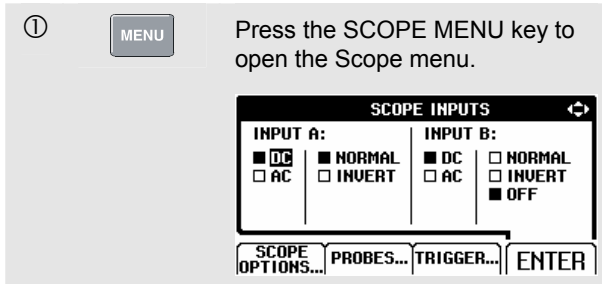 ①
MENU
Press the SCOPE MENU key to
open the Scope menu.
SCOPE INPUTS
INPUT A: INPUT B:
■ DC ■ NORMAL ■ DC □ NORMAL
□ AC □ INVERT □ AC □ INVERT
■ OFF
SCOPE OPTIONS... PROBES... TRIGGER... ENTER